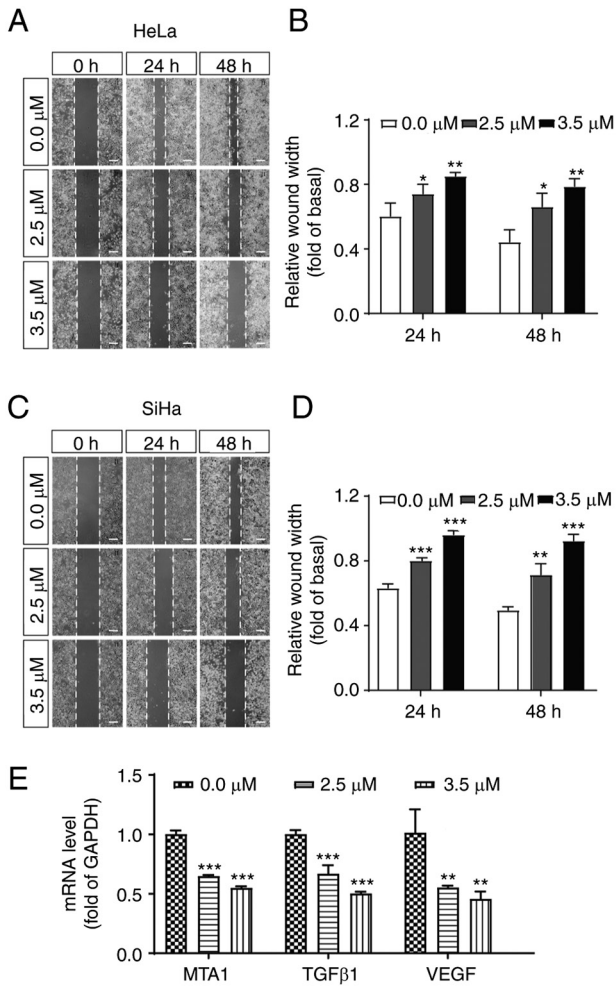 A
HeLa
0 h 24 h 48 h
0.0 μM
2.5 μM
3.5 μM
B
Relative wound width
(fold of basal)
1.2
0.8
0.4
0.0
0.0 μM 2.5 μM 3.5 μM
* **
* **
24 h 48 h
C
SiHa
0 h 24 h 48 h
0.0 μM
2.5 μM
3.5 μM
D
Relative wound width
(fold of basal)
1.2
0.8
0.4
0.0
0.0 μM 2.5 μM 3.5 μM
*** ***
** ***
24 h 48 h
E
mRNA level
(fold of GAPDH)
1.5
1.0
0.5
0.0
0.0 μM 2.5 μM 3.5 μM
*** ***
*** ***
** **
MTA1 TGFβ1 VEGF